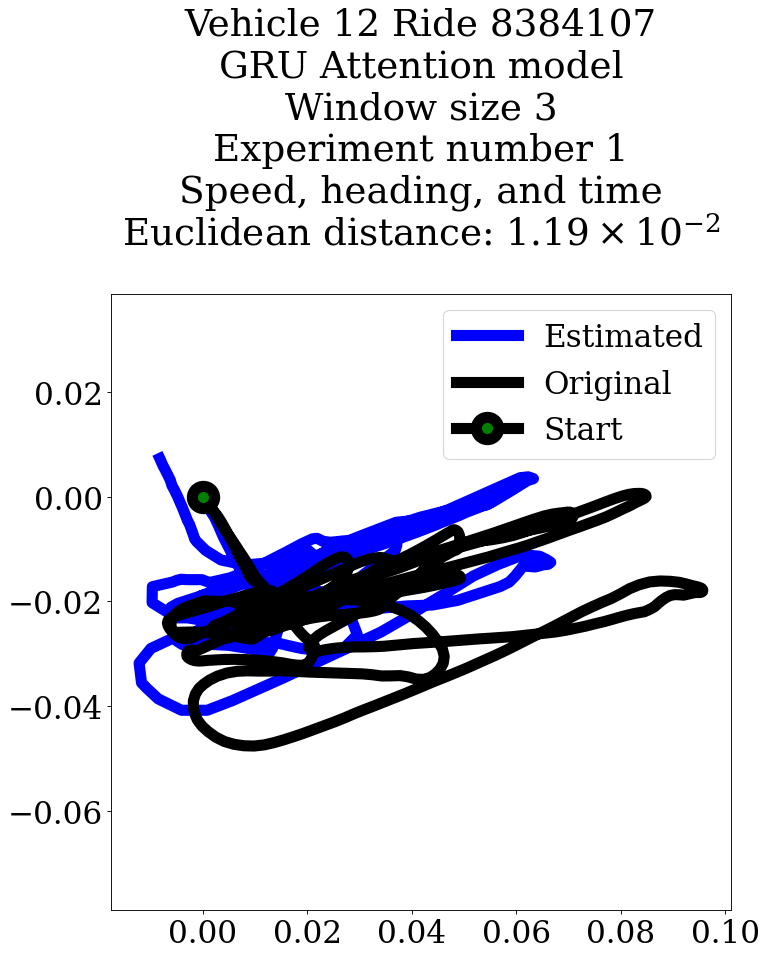 Vehicle 12 Ride 8384107
GRU Attention model
Window size 3
Experiment number 1
Speed, heading, and time
Euclidean distance: 1.19 × 10⁻²
Estimated
Original
Start
0.02
0.00
−0.02
−0.04
−0.06
0.00 0.02 0.04 0.06 0.08 0.10